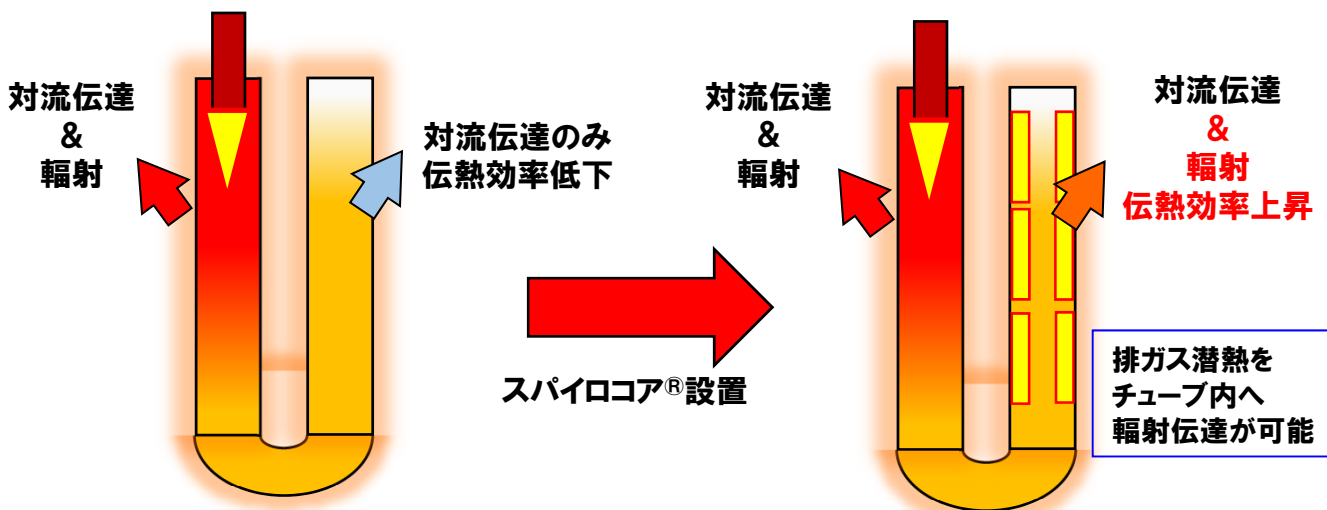 対流伝達
&
輻射
対流伝達のみ
伝熱効率低下
スパイロコア®設置
対流伝達
&
輻射
対流伝達
&
輻射
伝熱効率上昇
排ガス潜熱を
チューブ内へ
輻射伝達が可能